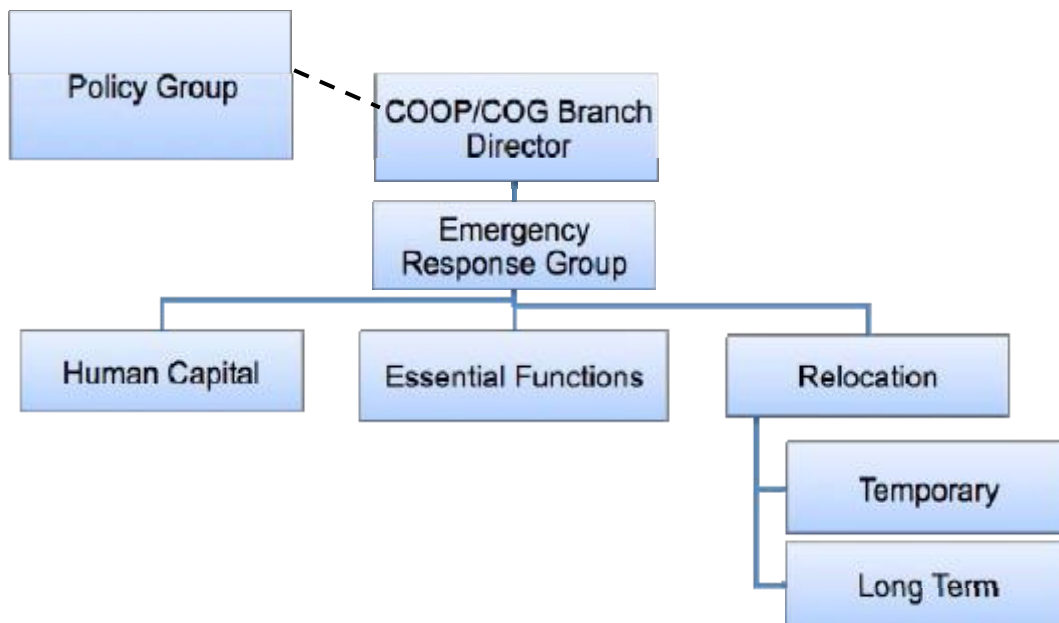 Policy Group
COOP/COG Branch
Director
Emergency
Response Group
Human Capital
Essential Functions
Relocation
Temporary
Long Term